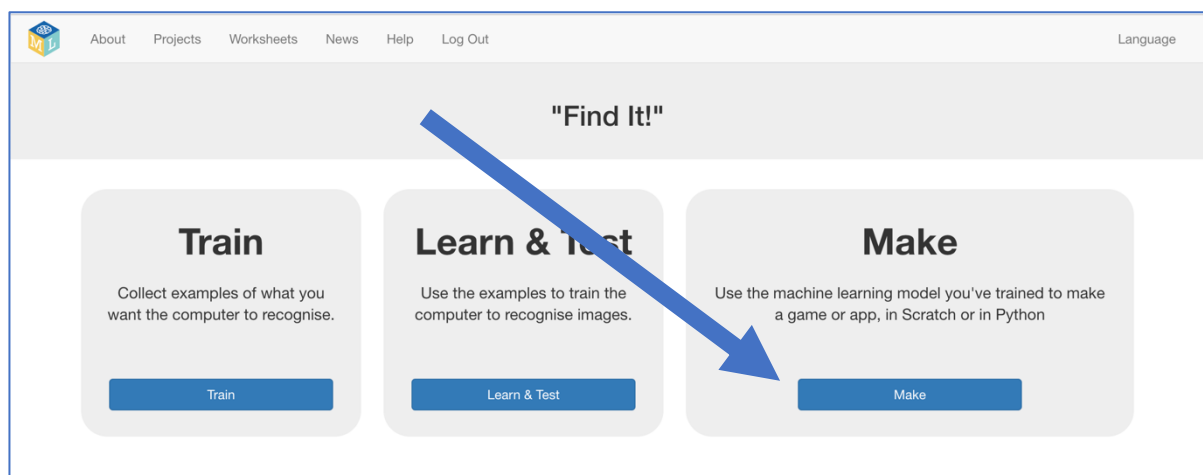 M L
About Projects Worksheets News Help Log Out Language
"Find It!"
Train
Collect examples of what you
want the computer to recognise.
Train
Learn & Test
Use the examples to train the
computer to recognise images.
Learn & Test
Make
Use the machine learning model you've trained to make
a game or app, in Scratch or in Python
Make